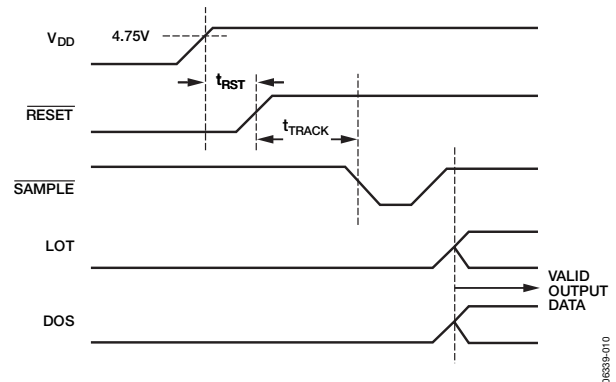 VDD
4.75V
tRST
RESET
tTRACK
SAMPLE
LOT
VALID
OUTPUT
DATA
DOS
06339-010